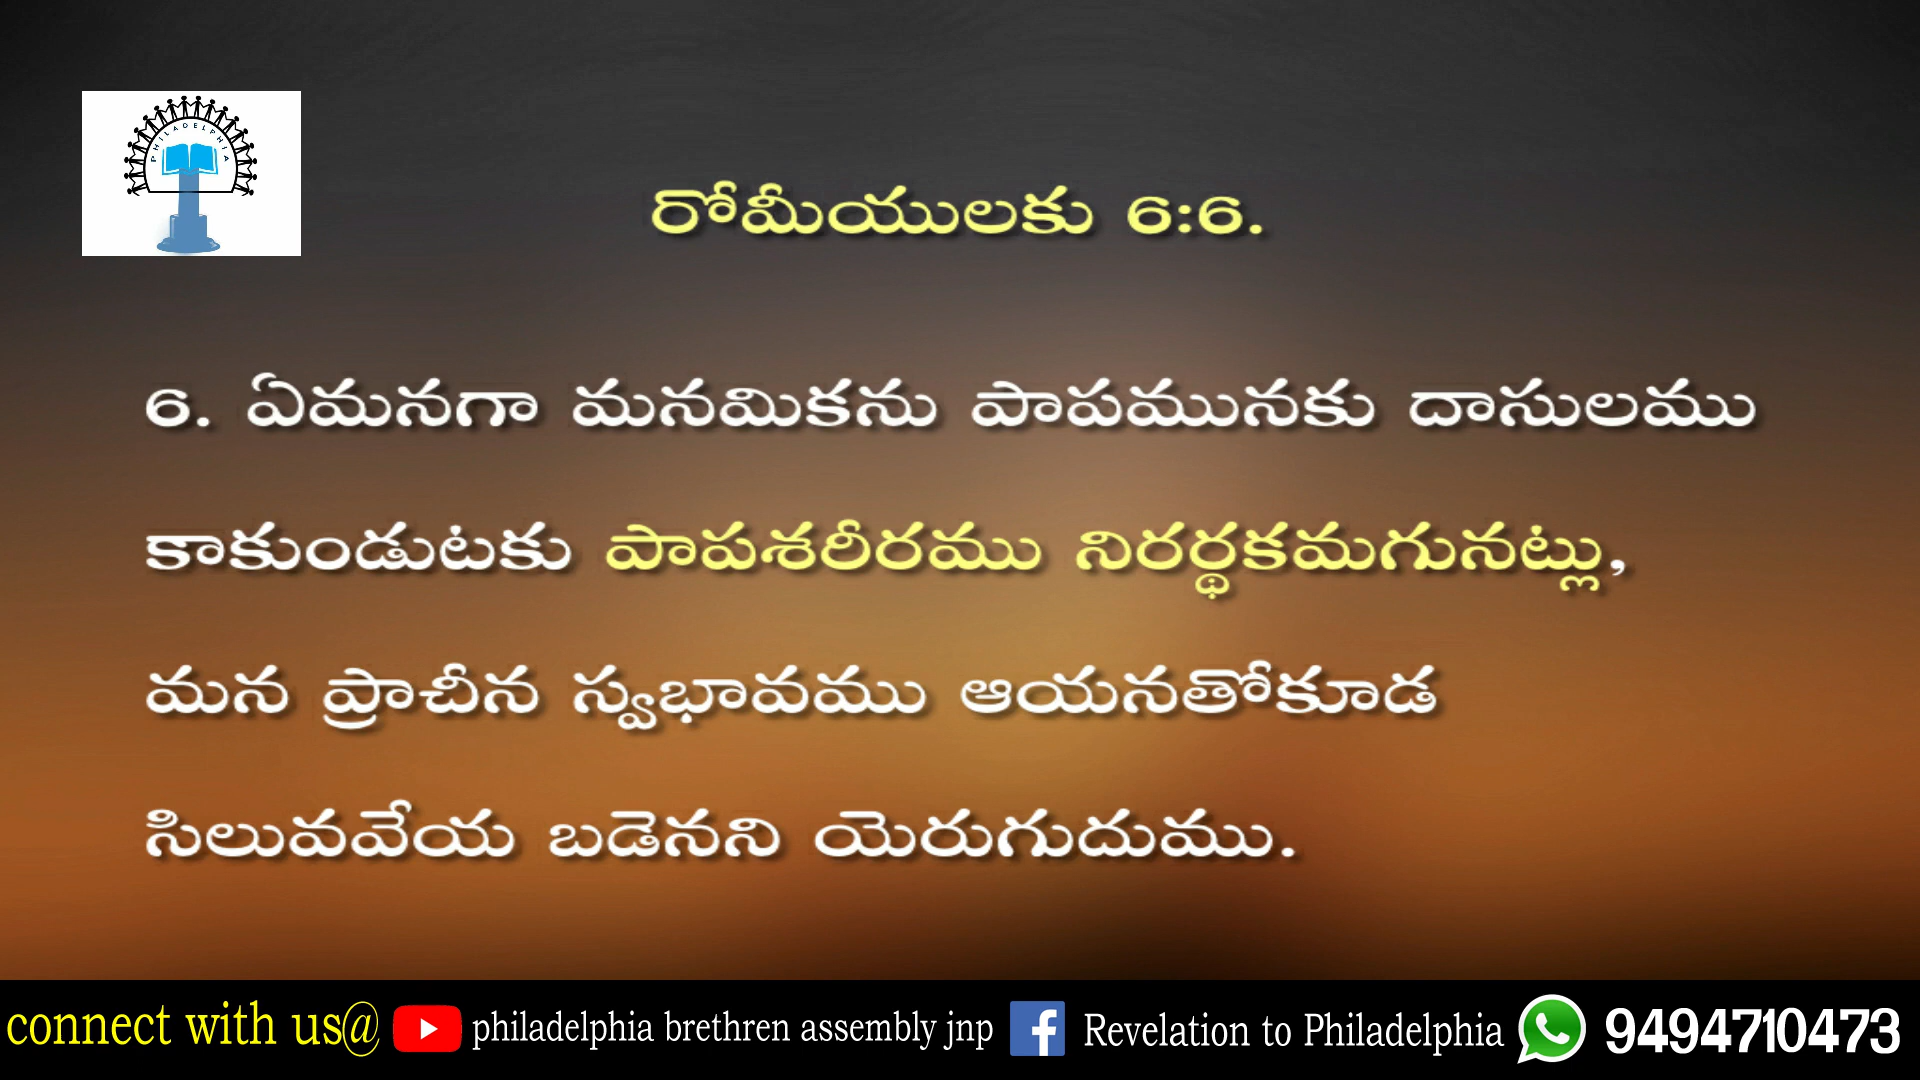 PHILADELPHIA
రోమీయులకు 6:6.
6. ఏమనగా మనమికను పాపమునకు దాసులము
కాకుండుటకు పాపశరీరము నిరర్థకమగునట్లు,
మన ప్రాచీన స్వభావము ఆయనతోకూడ
సిలువవేయ బడెనని యెరుగుదుము.
connect with us@ philadelphia brethren assembly jnp Revelation to Philadelphia 9494710473